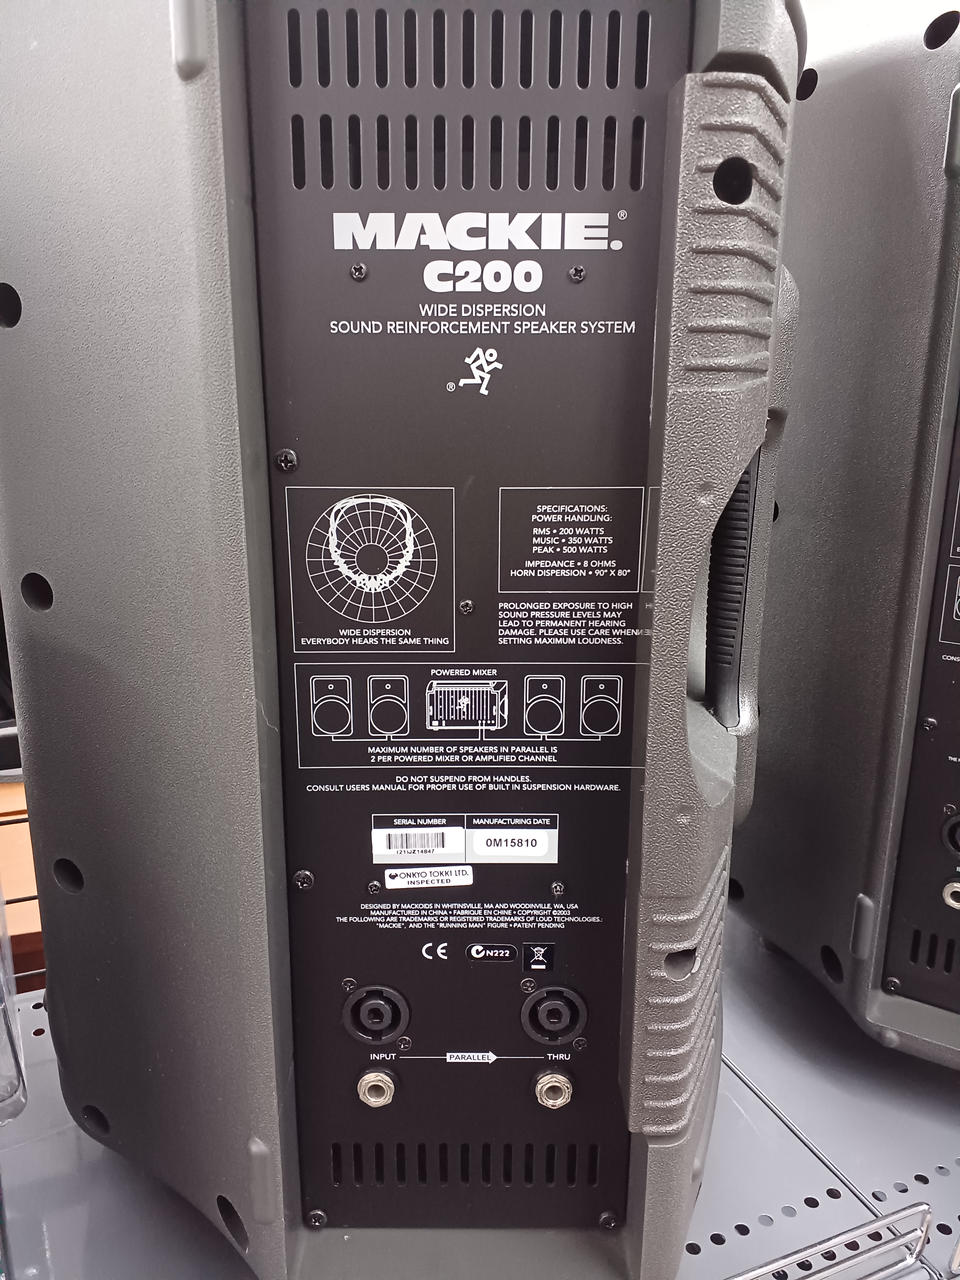 MACKIE.®
C200
WIDE DISPERSION
SOUND REINFORCEMENT SPEAKER SYSTEM
®
WIDE DISPERSION
EVERYBODY HEARS THE SAME THING
SPECIFICATIONS:
POWER HANDLING:
RMS • 200 WATTS
MUSIC • 350 WATTS
PEAK • 500 WATTS
IMPEDANCE • 8 OHMS
HORN DISPERSION • 90° X 80°
PROLONGED EXPOSURE TO HIGH
SOUND PRESSURE LEVELS MAY
LEAD TO PERMANENT HEARING
DAMAGE. PLEASE USE CARE WHEN
SETTING MAXIMUM LOUDNESS.
POWERED MIXER
MAXIMUM NUMBER OF SPEAKERS IN PARALLEL IS
2 PER POWERED MIXER OR AMPLIFIED CHANNEL
DO NOT SUSPEND FROM HANDLES.
CONSULT USERS MANUAL FOR PROPER USE OF BUILT IN SUSPENSION HARDWARE.
SERIAL NUMBER
MANUFACTURING DATE
0M15810
ONKYO TOKKI LTD.
INSPECTED
DESIGNED BY MACKOIDS IN WHITINSVILLE, MA AND WOODINVILLE, WA, USA
MANUFACTURED IN CHINA • FABRIQUE EN CHINE • COPYRIGHT ©2003
THE FOLLOWING ARE TRADEMARKS OR REGISTERED TRADEMARKS OF LOUD TECHNOLOGIES.:
"MACKIE", AND THE "RUNNING MAN" FIGURE • PATENT PENDING
CE N222
INPUT PARALLEL THRU